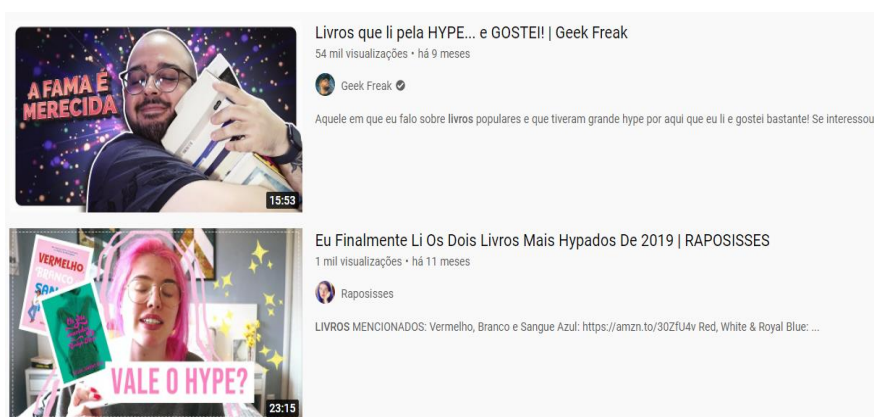 Livros que li pela HYPE... e GOSTEI! | Geek Freak
54 mil visualizações • há 9 meses
A FAMA É
MERECIDA
Geek Freak
Aquele em que eu falo sobre livros populares e que tiveram grande hype por aqui que eu li e gostei bastante! Se interessou
15:53
Eu Finalmente Li Os Dois Livros Mais Hypados De 2019 | RAPOSISSES
1 mil visualizações • há 11 meses
VERMELHO
BRANCO
Raposisses
LIVROS MENCIONADOS: Vermelho, Branco e Sangue Azul: https://amzn.to/30ZfU4v Red, White & Royal Blue: ...
VALE O HYPE?
23:15